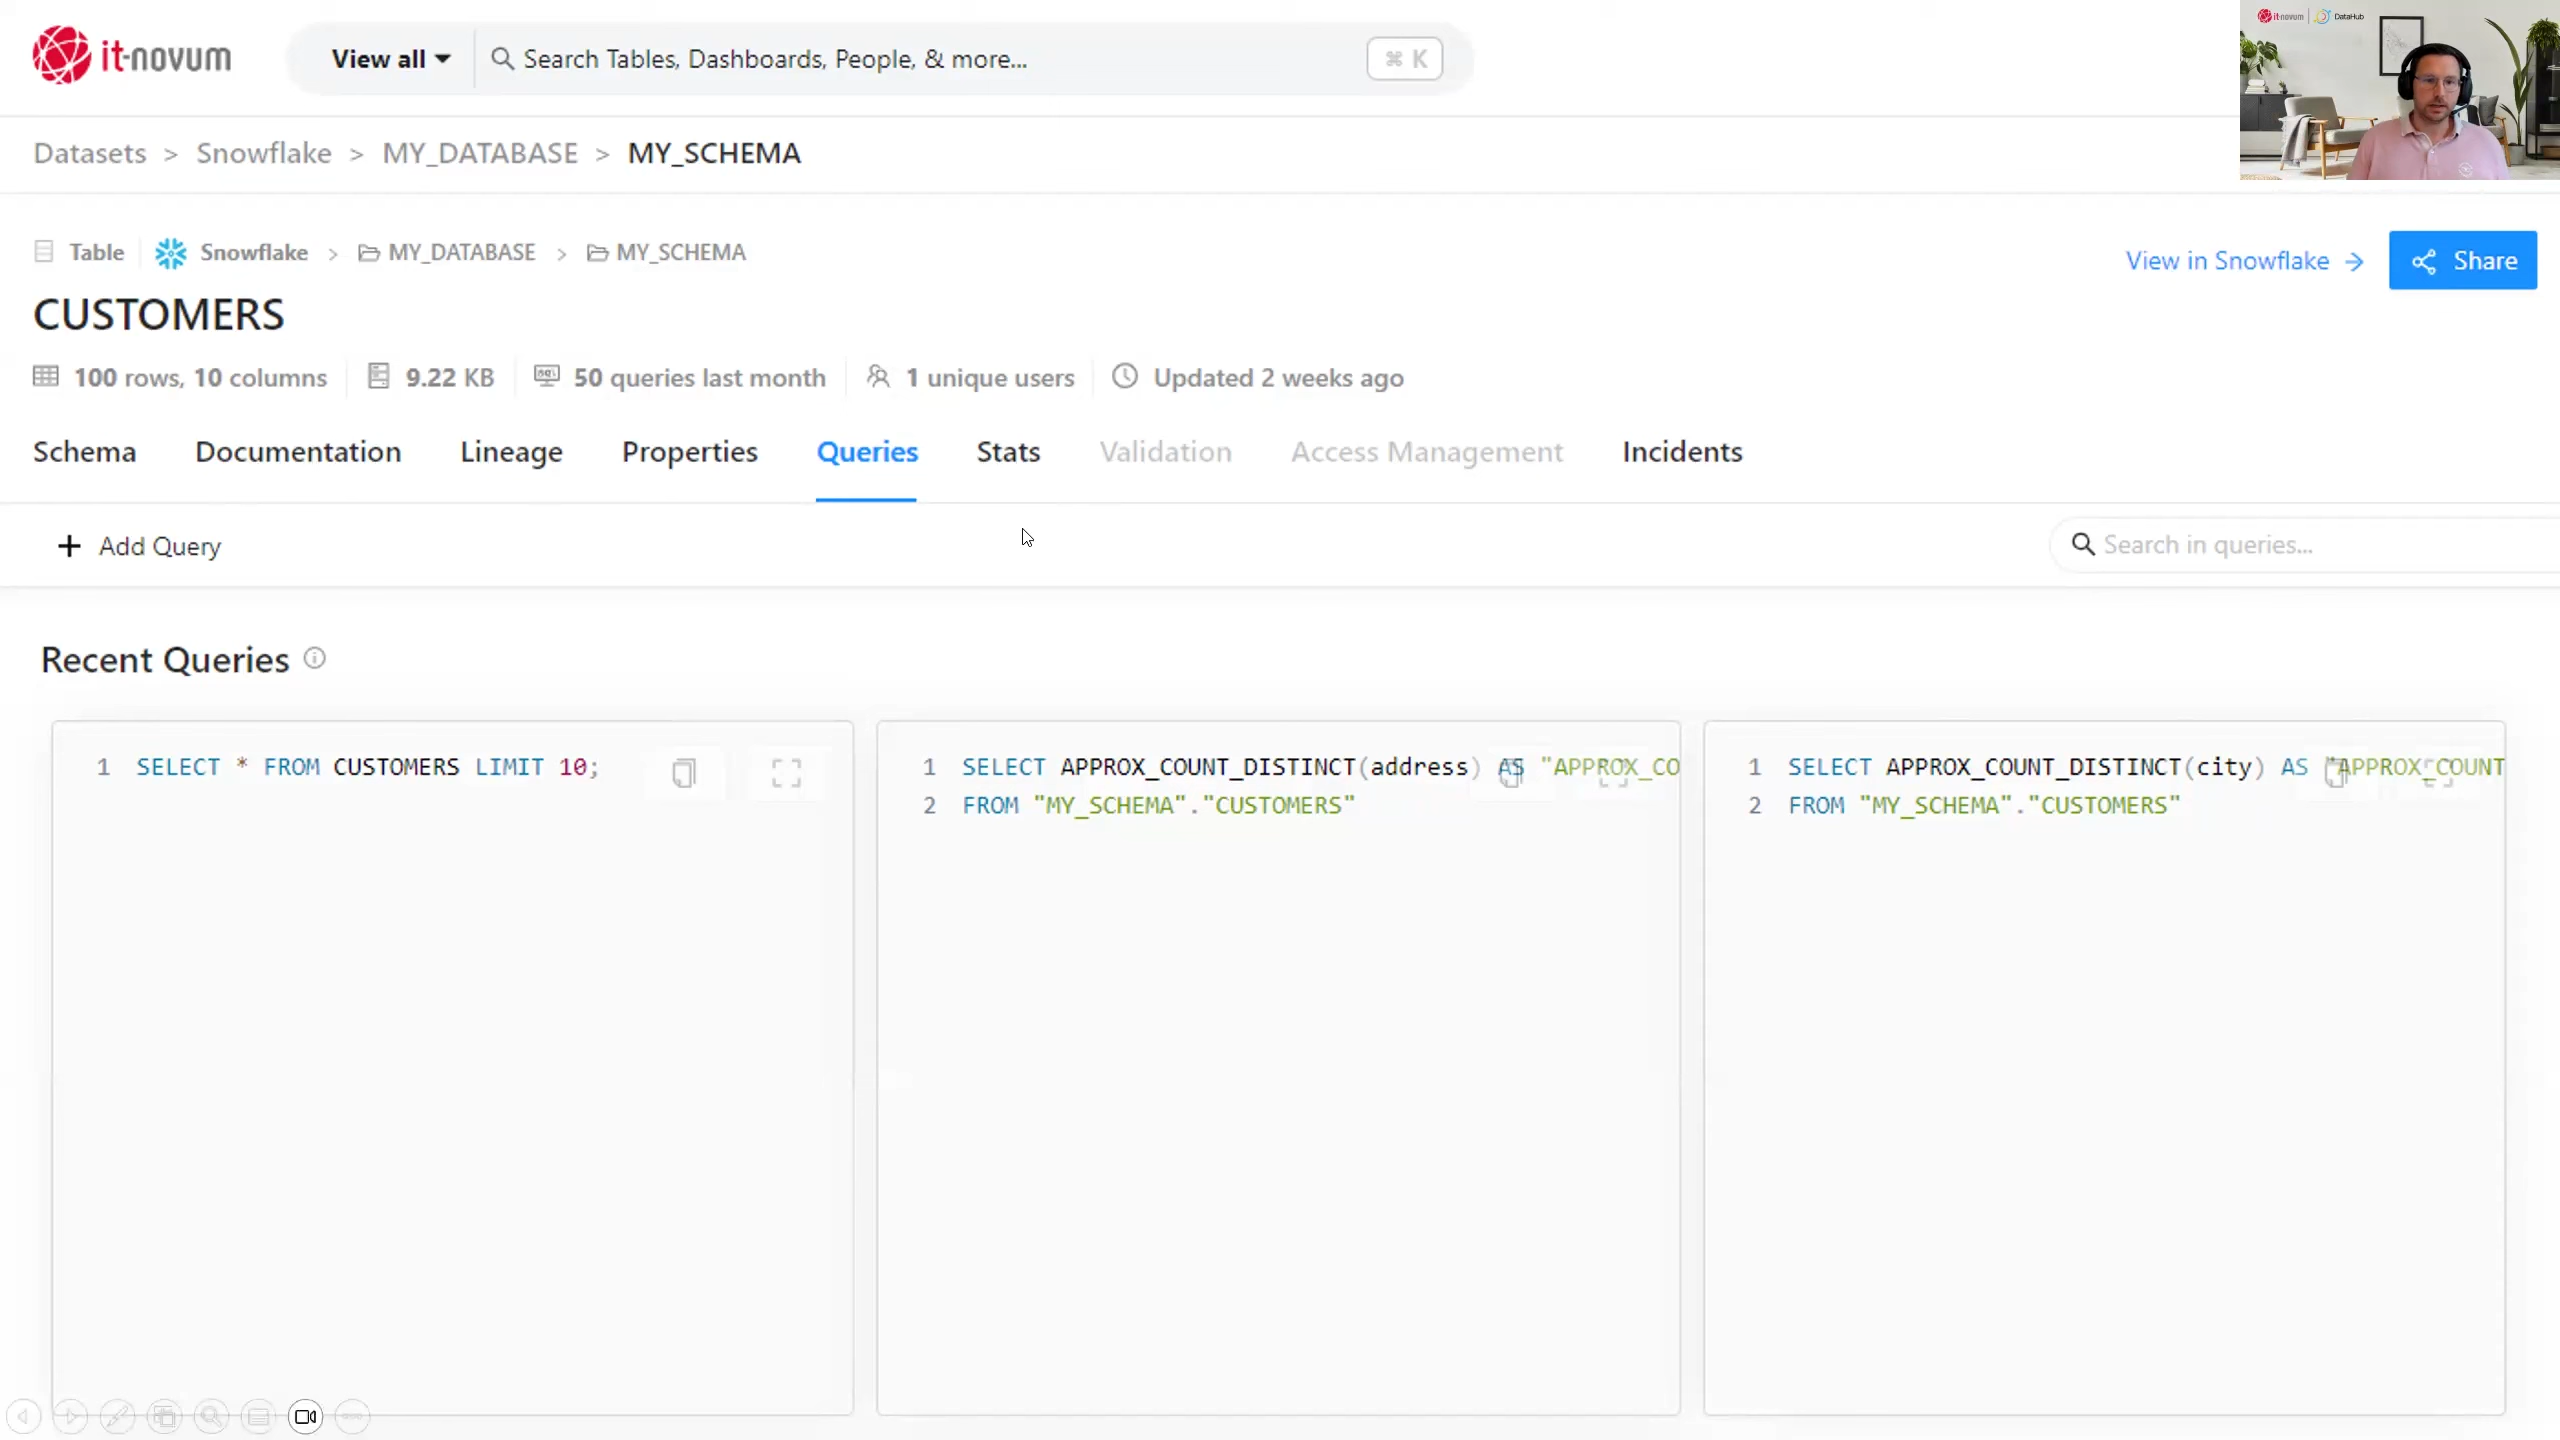 it-novum
View all
Search Tables, Dashboards, People, & more...
⌘ K
it-novum | DataHub
Datasets > Snowflake > MY_DATABASE > MY_SCHEMA
Table | Snowflake > MY_DATABASE > MY_SCHEMA
View in Snowflake →
Share
CUSTOMERS
100 rows, 10 columns
9.22 KB
50 queries last month
1 unique users
Updated 2 weeks ago
Schema Documentation Lineage Properties Queries Stats Validation Access Management Incidents
+ Add Query
Search in queries...
Recent Queries
1 SELECT * FROM CUSTOMERS LIMIT 10;
1 SELECT APPROX_COUNT_DISTINCT(address) AS "APPROX_CO
2 FROM "MY_SCHEMA"."CUSTOMERS"
1 SELECT APPROX_COUNT_DISTINCT(city) AS "APPROX_COUNT
2 FROM "MY_SCHEMA"."CUSTOMERS"